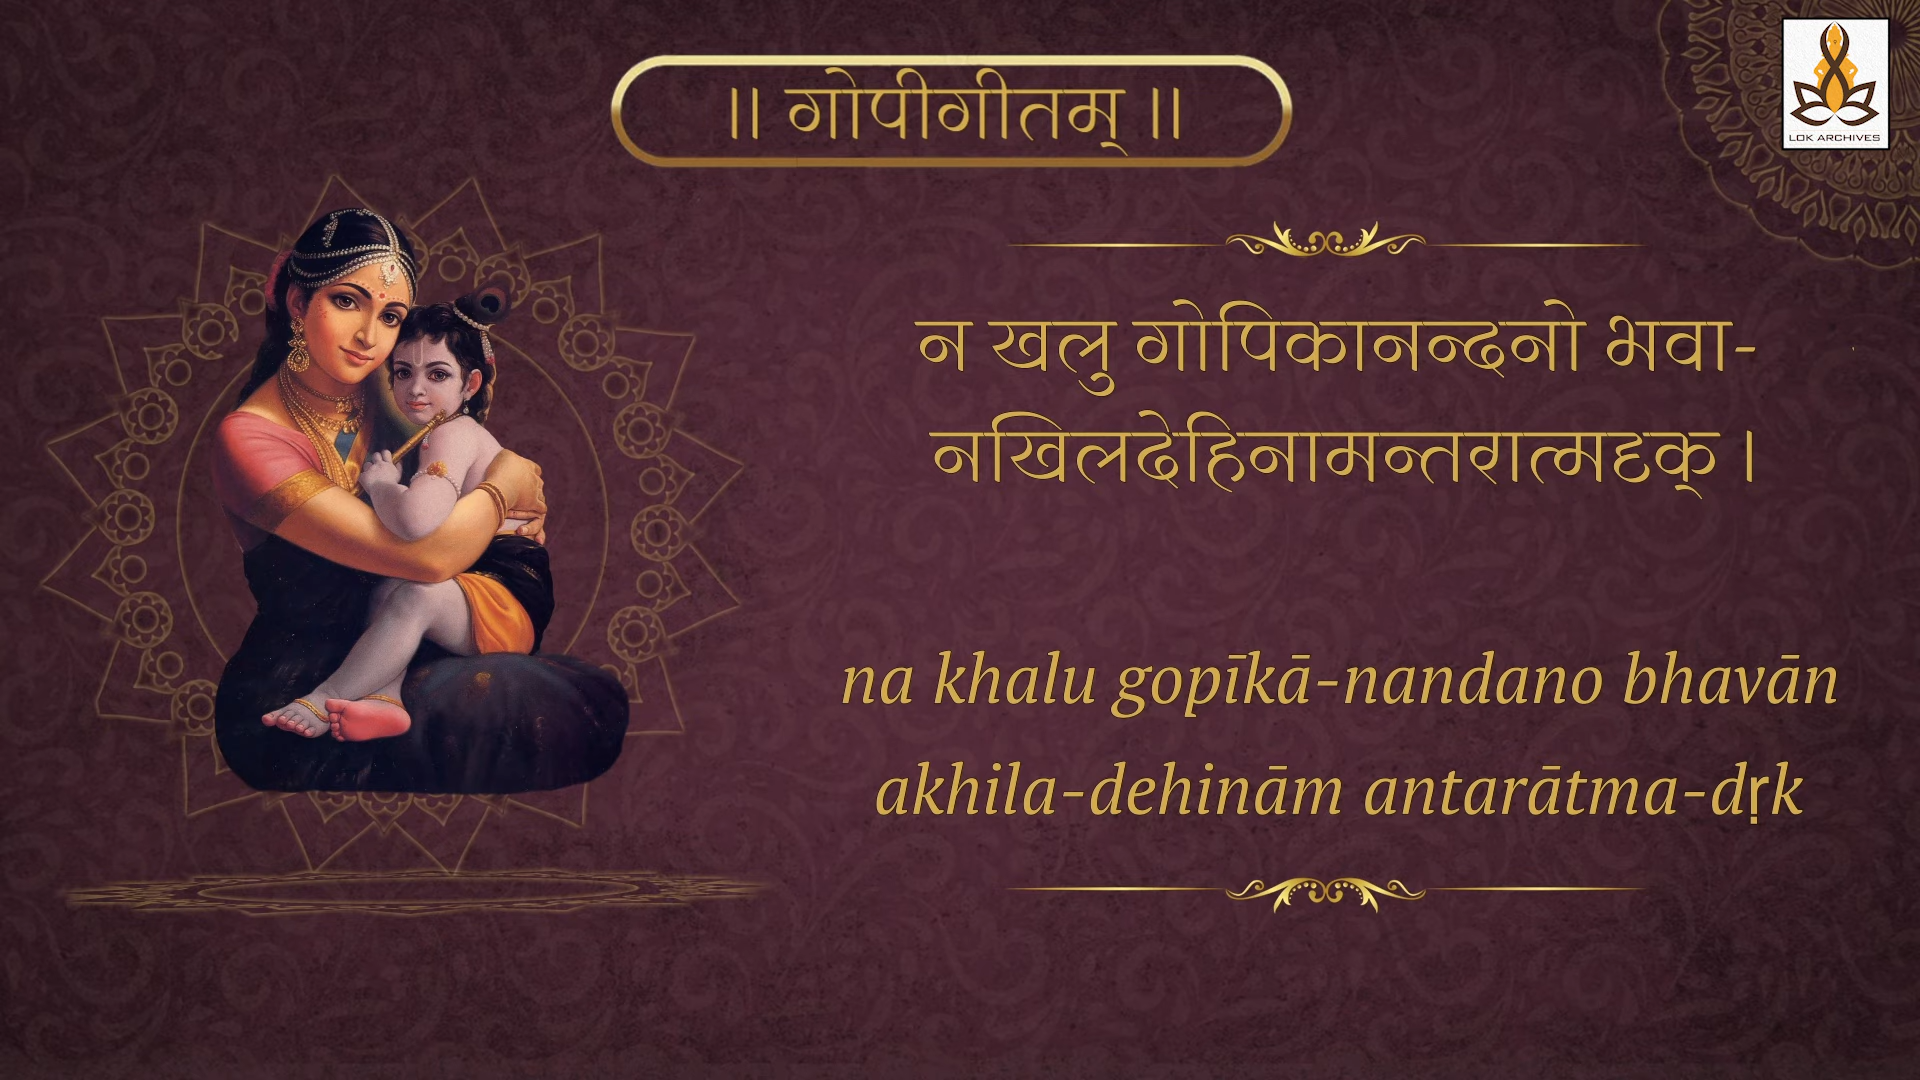 ॥ गोपीगीतम् ॥
LOK ARCHIVES
न खलु गोपिकानन्दनो भवा-
नखिलदेहिनामन्तरात्मदृक् ।
na khalu gopīkā-nandano bhavān
akhila-dehinām antarātma-dṛk